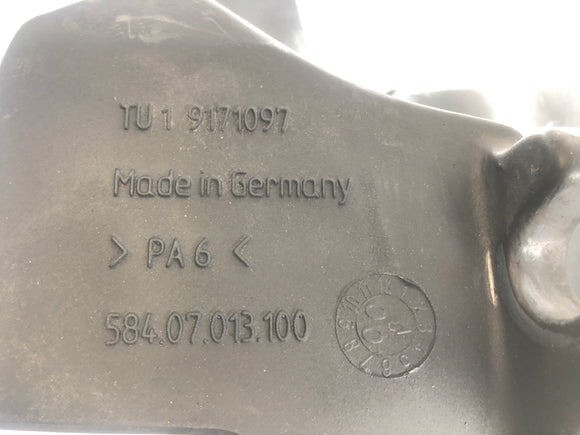 TU 1 9171097
Made in Germany
> PA 6 <
584.07.013.100